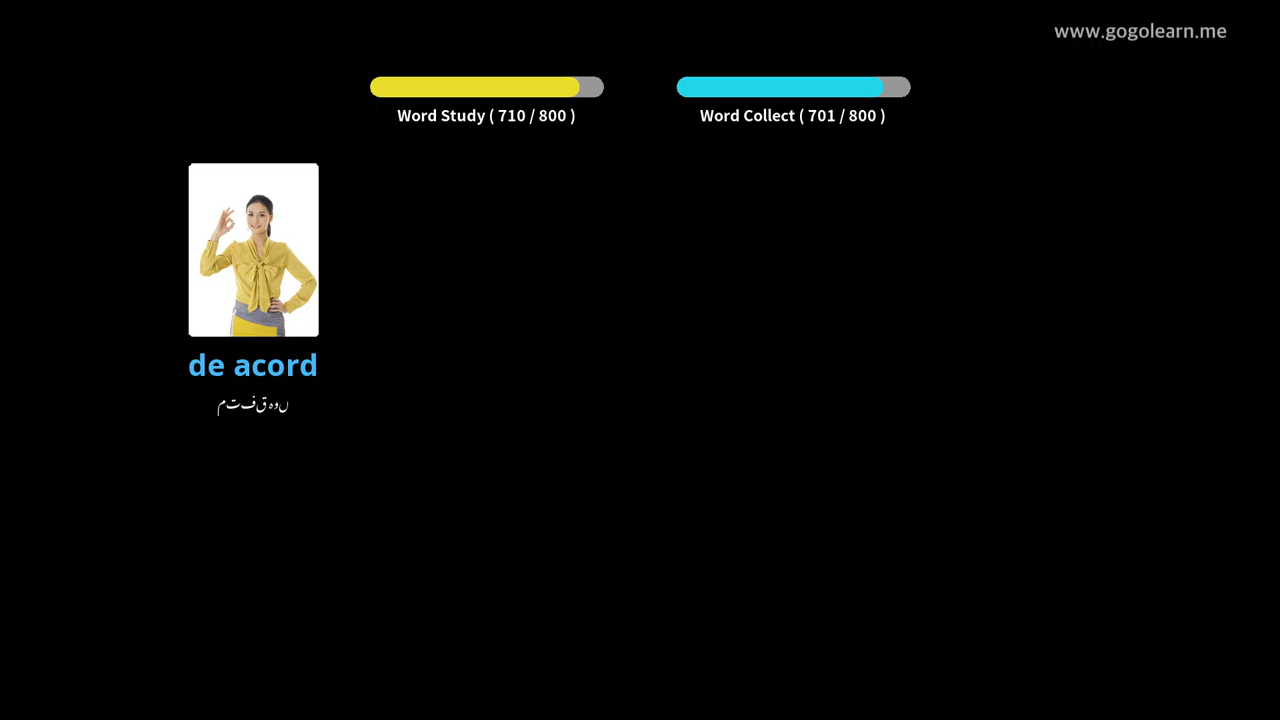 www.gogolearn.me
Word Study ( 710 / 800 )
Word Collect ( 701 / 800 )
de acord
متفق ہوں